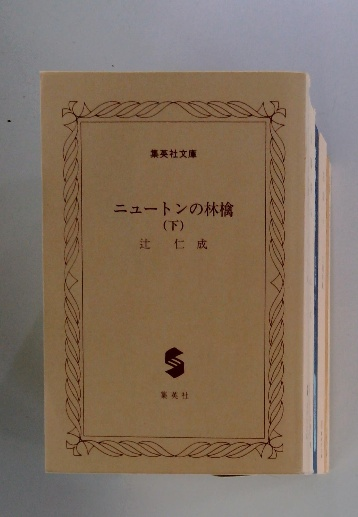 集英社文庫
ニュートンの林檎
(下)
辻 仁成
集英社